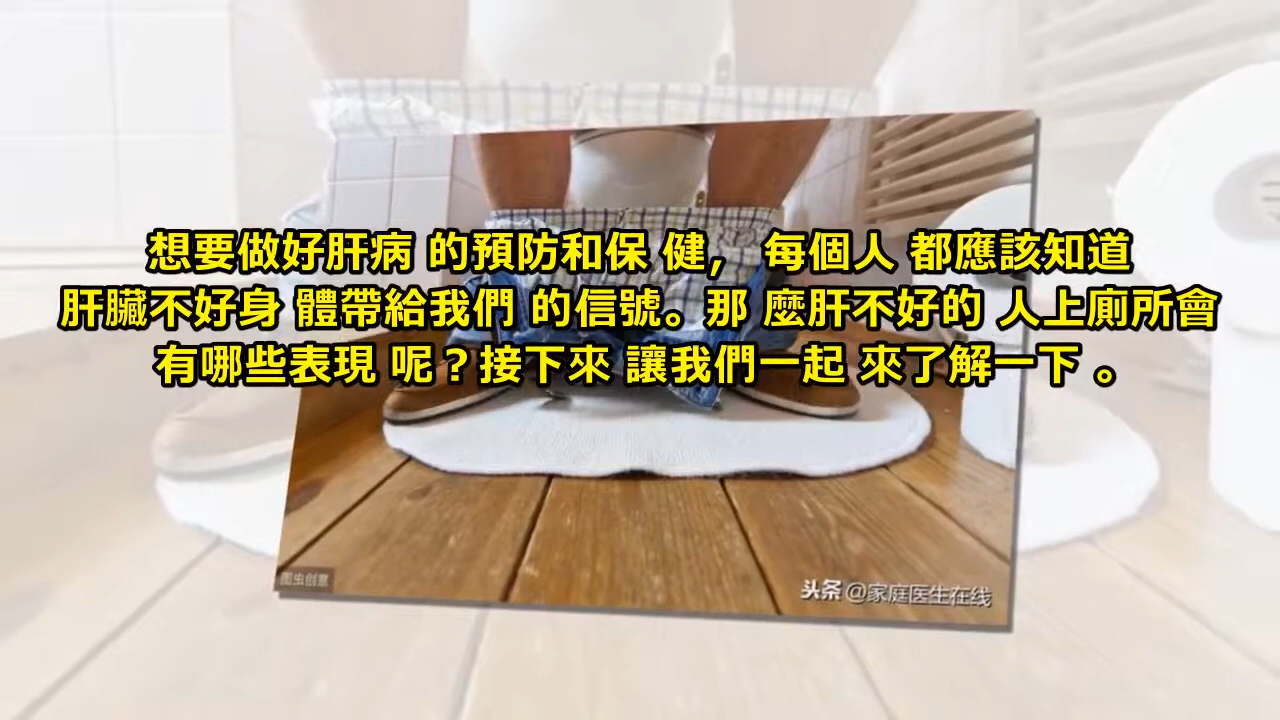 想要做好肝病 的預防和保 健， 每個人 都應該知道
肝臟不好身 體帶給我們 的信號。那 麼肝不好的 人上廁所會
有哪些表現 呢？接下來 讓我們一起 來了解一下 。
图虫创意
头条 @家庭医生在线